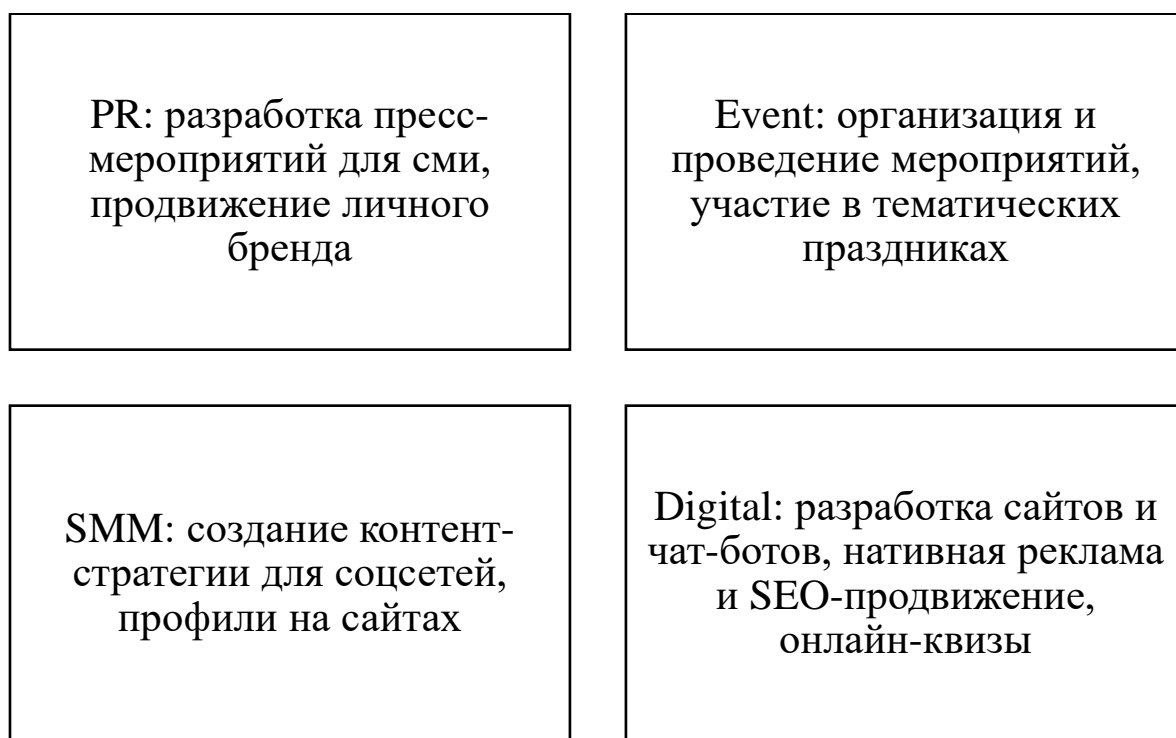 PR: разработка пресс-
мероприятий для сми,
продвижение личного
бренда
Event: организация и
проведение мероприятий,
участие в тематических
праздниках
SMM: создание контент-
стратегии для соцсетей,
профили на сайтах
Digital: разработка сайтов и
чат-ботов, нативная реклама
и SEO-продвижение,
онлайн-квизы